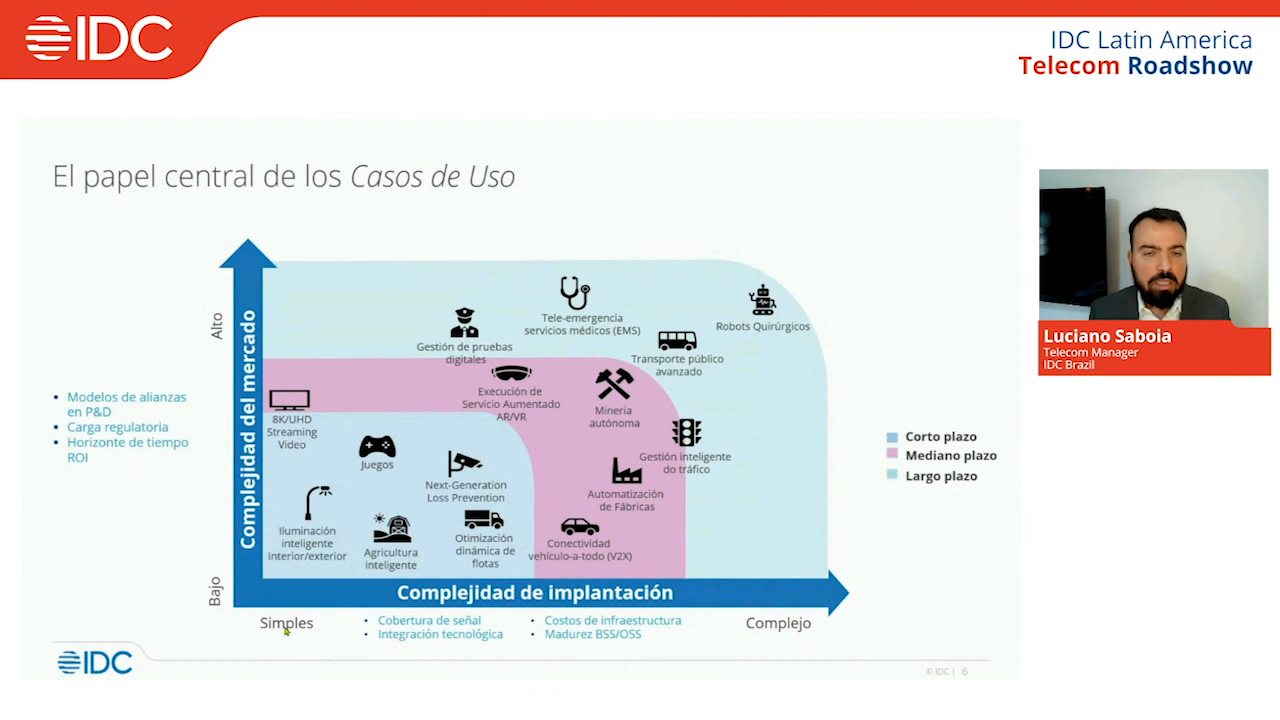 IDC
IDC Latin America
Telecom Roadshow
El papel central de los Casos de Uso
Alto
Complejidad del mercado
Bajo
▪ Modelos de alianzas
en P&D
▪ Carga regulatoria
▪ Horizonte de tiempo
ROI
Gestión de pruebas
digitales
Tele-emergencia
servicios médicos (EMS)
Robots Quirúrgicos
Transporte público
avanzado
8K/UHD
Streaming
Video
Execución de
Servicio Aumentado
AR/VR
Mineria
autónoma
Gestión inteligente
do tráfico
Juegos
Next-Generation
Loss Prevention
Automatización
de Fábricas
Iluminación
inteligente
Interior/exterior
Agricultura
inteligente
Otimización
dinámica de
flotas
Conectividad
vehículo-a-todo (V2X)
Corto plazo
Mediano plazo
Largo plazo
Complejidad de implantación
Simples
• Cobertura de señal
• Integración tecnológica
• Costos de infraestructura
• Madurez BSS/OSS
Complejo
IDC
© IDC | 6
Luciano Saboia
Telecom Manager
IDC Brazil